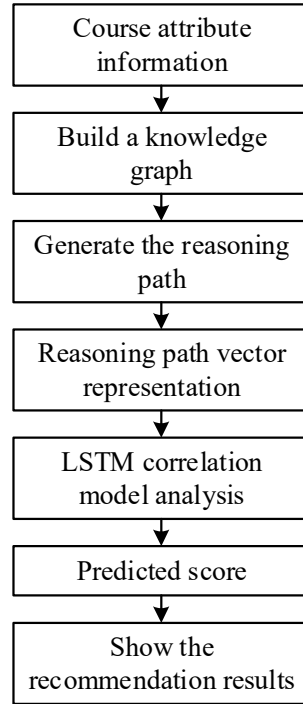 Course attribute
information
Build a knowledge
graph
Generate the reasoning
path
Reasoning path vector
representation
LSTM correlation
model analysis
Predicted score
Show the
recommendation results